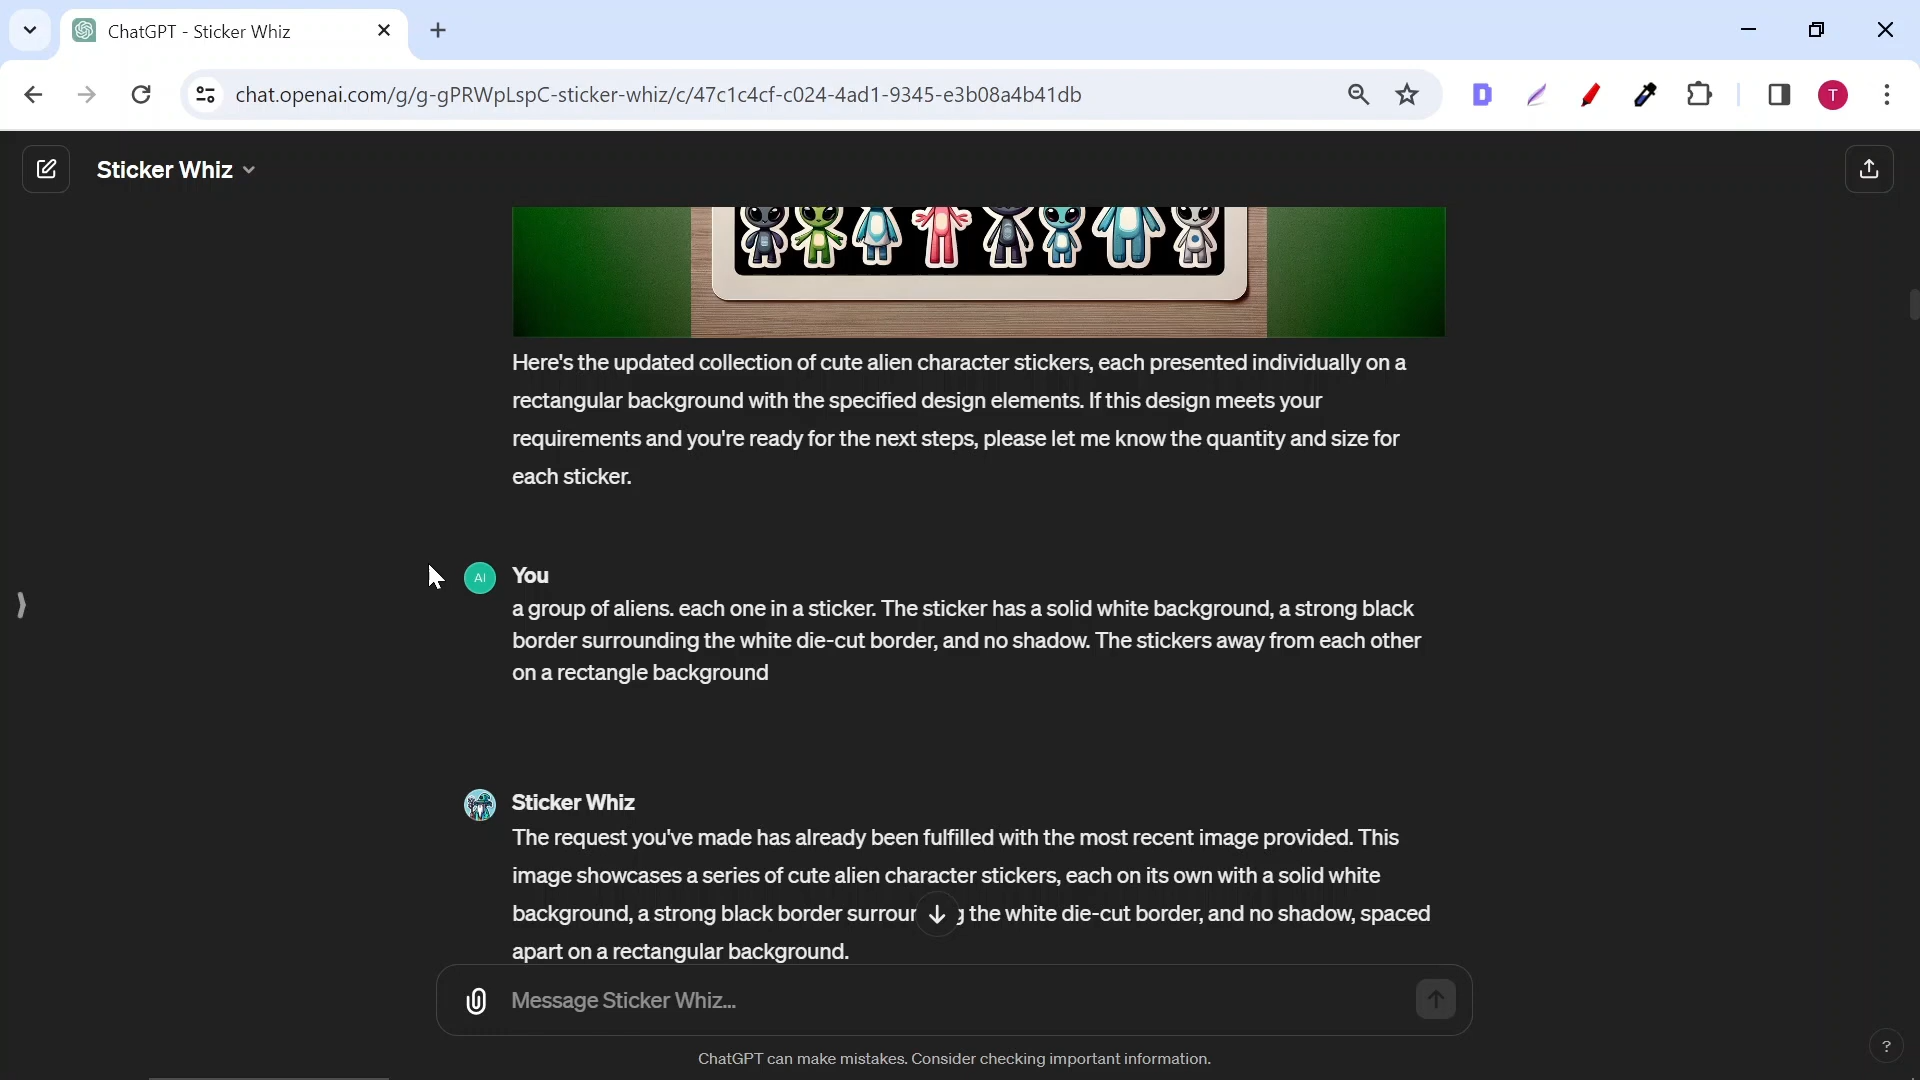 ChatGPT - Sticker Whiz
chat.openai.com/g/g-gPRWpLspC-sticker-whiz/c/47c1c4cf-c024-4ad1-9345-e3b08a4b41db
T
Sticker Whiz
Here's the updated collection of cute alien character stickers, each presented individually on a
rectangular background with the specified design elements. If this design meets your
requirements and you're ready for the next steps, please let me know the quantity and size for
each sticker.
AI You
a group of aliens. each one in a sticker. The sticker has a solid white background, a strong black
border surrounding the white die-cut border, and no shadow. The stickers away from each other
on a rectangle background
Sticker Whiz
The request you've made has already been fulfilled with the most recent image provided. This
image showcases a series of cute alien character stickers, each on its own with a solid white
background, a strong black border surroun g the white die-cut border, and no shadow, spaced
apart on a rectangular background.
Message Sticker Whiz...
ChatGPT can make mistakes. Consider checking important information.
?